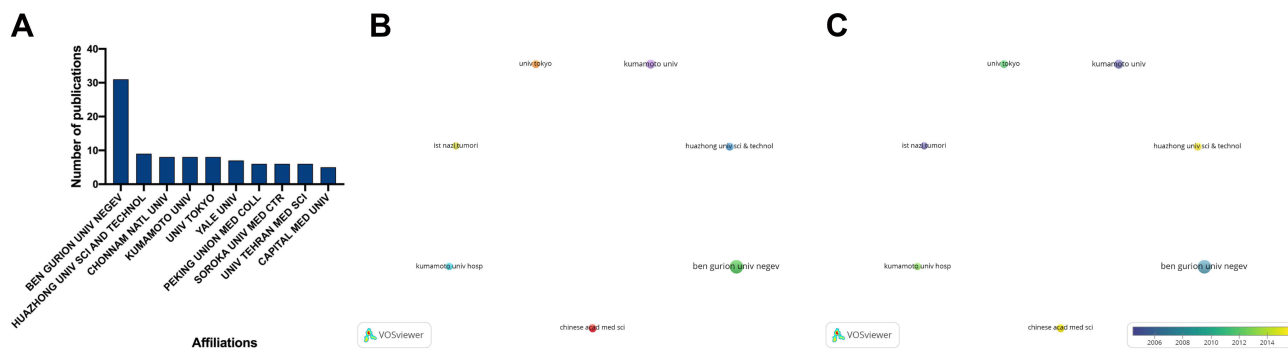 A
Number of publications
40
30
20
10
0
BEN GURION UNIV NEGEV
HUAZHONG UNIV SCI AND TECHNOL
CHONNAM NATL UNIV
KUMAMOTO UNIV
UNIV TOKYO
YALE UNIV
PEKING UNION MED COLL
SOROKA UNIV MED CTR
UNIV TEHRAN MED SCI
CAPITAL MED UNIV
Affiliations
B
univ tokyo
kumamoto univ
ist nazl tumori
huazhong univ sci & technol
kumamoto univ hosp
ben gurion univ negev
chinese acad med sci
VOSviewer
C
univ tokyo
kumamoto univ
ist nazl tumori
huazhong univ sci & technol
kumamoto univ hosp
ben gurion univ negev
chinese acad med sci
VOSviewer
2006 2008 2010 2012 2014